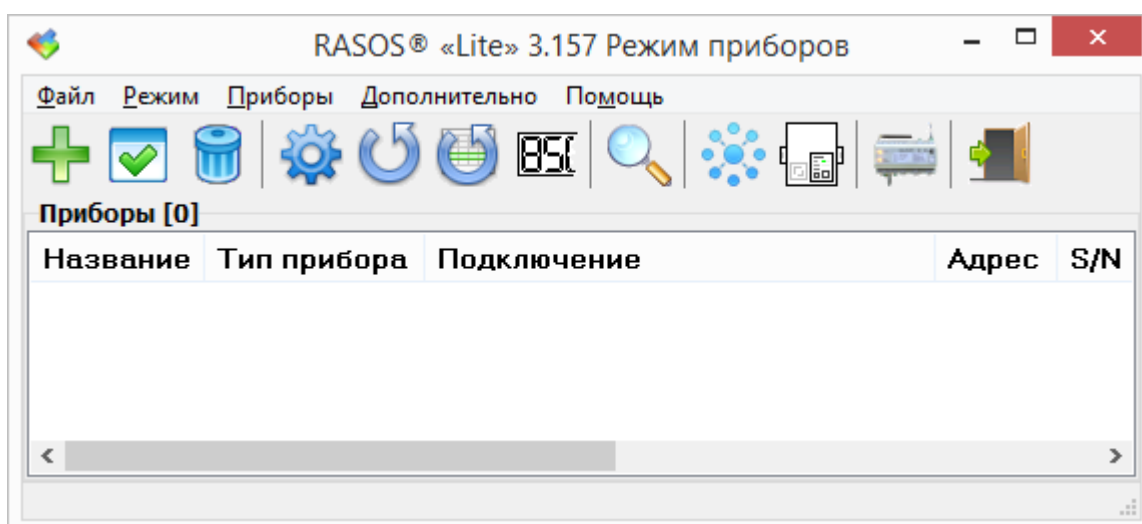 RASOS® «Lite» 3.157 Режим приборов
Файл Режим Приборы Дополнительно Помощь
Приборы [0]
Название Тип прибора Подключение Адрес S/N